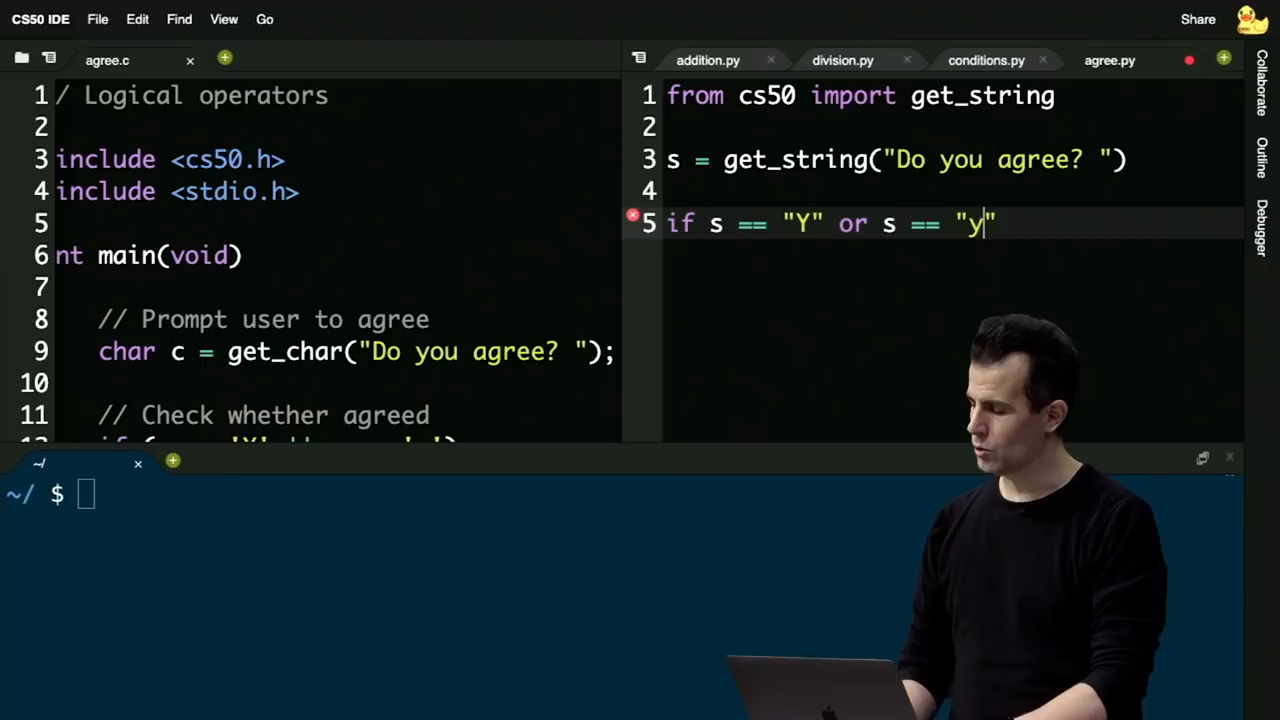 CS50 IDE File Edit Find View Go Share
agree.c
addition.py division.py conditions.py agree.py
1 / Logical operators
2
3 include <cs50.h>
4 include <stdio.h>
5
6 nt main(void)
7
8 // Prompt user to agree
9 char c = get_char("Do you agree? ");
10
11 // Check whether agreed
1 from cs50 import get_string
2
3 s = get_string("Do you agree? ")
4
5 if s == "Y" or s == "y"
Collaborate
Outline
Debugger
~/
~/ $